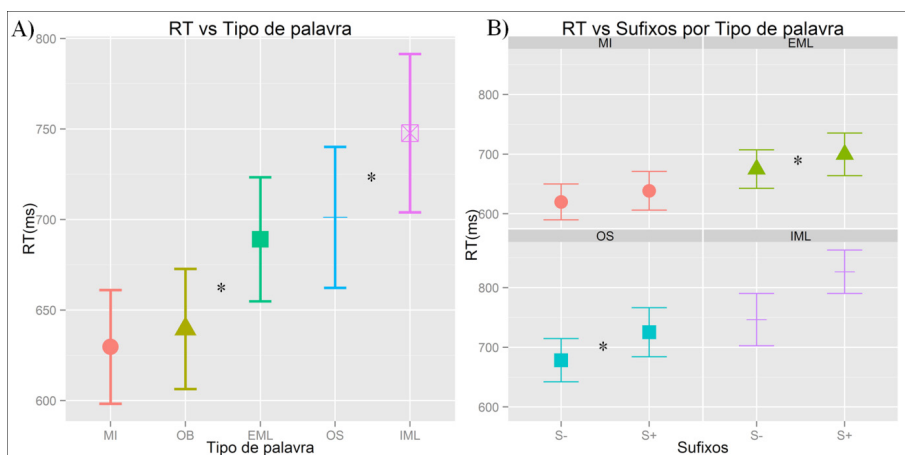 A)
RT vs Tipo de palavra
800
750
700
650
600
RT(ms)
*
*
MI OB EML OS IML
Tipo de palavra
B)
RT vs Sufixos por Tipo de palavra
MI EML
800
700
600
*
RT(ms)
OS IML
800
700
600
*
S- S+ S- S+
Sufixos